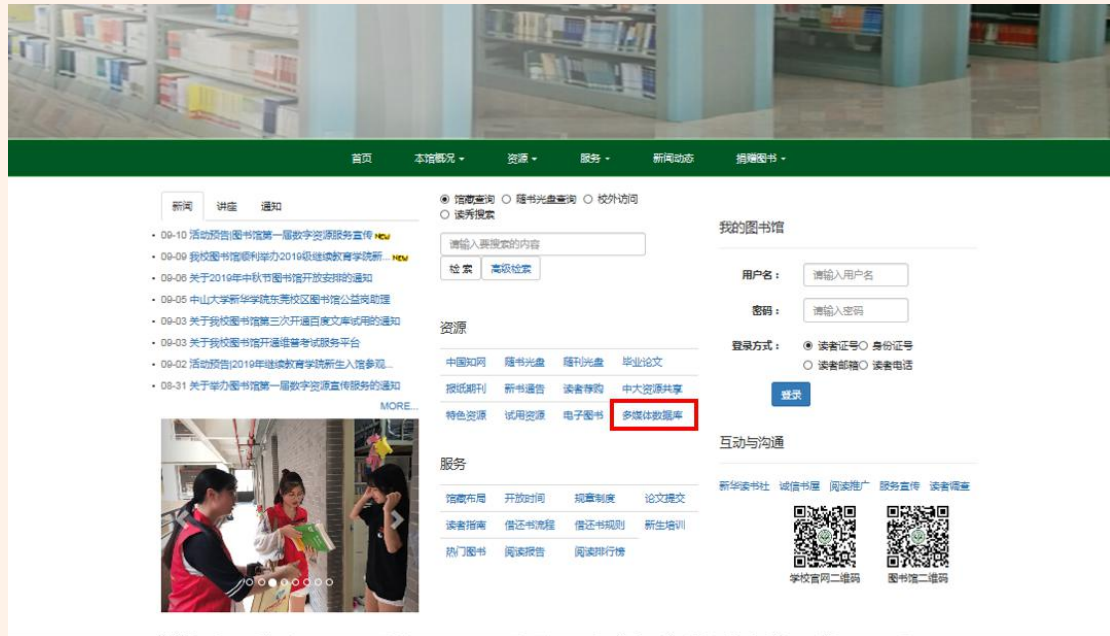 首页 本馆概况 资源 服务 新闻动态 捐赠图书
新闻 讲座 通知
09-10 活动预告|图书馆第一届数字资源服务宣传 NEW
09-09 我校图书馆顺利举办2019级继续教育学院新... NEW
09-06 关于2019年中秋节图书馆开放安排的通知
09-05 中山大学新华学院东莞校区图书馆公益岗助理
09-03 关于我校图书馆第三次开通百度文库试用的通知
09-03 关于我校图书馆开通维普考试服务平台
09-02 活动预告|2019年继续教育学院新生入馆参观...
08-31 关于举办图书馆第一届数字资源宣传服务的通知
MORE...
馆藏查询 随书光盘查询 校外访问
读秀搜索
请输入要搜索的内容
检索 高级检索
资源
中国知网 随书光盘 随刊光盘 毕业论文
报纸期刊 新书通告 读者荐购 中大资源共享
特色资源 试用资源 电子图书 多媒体数据库
服务
馆藏布局 开放时间 规章制度 论文提交
读者指南 借还书流程 借还书规则 新生培训
热门图书 阅读报告 阅读排行榜
我的图书馆
用户名： 请输入用户名
密码： 请输入密码
登录方式： 读者证号 身份证号
读者邮箱 读者电话
登录
互动与沟通
新华读书社 诚信书屋 阅读推广 服务宣传 读者调查
学校官网二维码 图书馆二维码